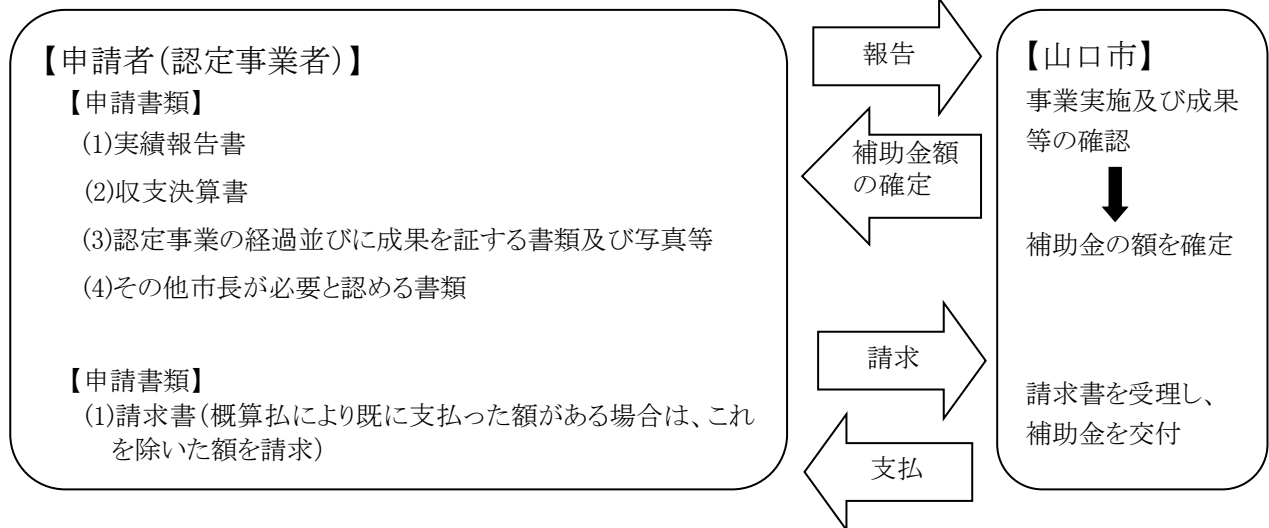 【申請者(認定事業者)】
【申請書類】
(1)実績報告書
(2)収支決算書
(3)認定事業の経過並びに成果を証する書類及び写真等
(4)その他市長が必要と認める書類
【申請書類】
(1)請求書(概算払により既に支払った額がある場合は、これ
を除いた額を請求)
報告
補助金額
の確定
請求
支払
【山口市】
事業実施及び成果
等の確認
補助金の額を確定
請求書を受理し、
補助金を交付